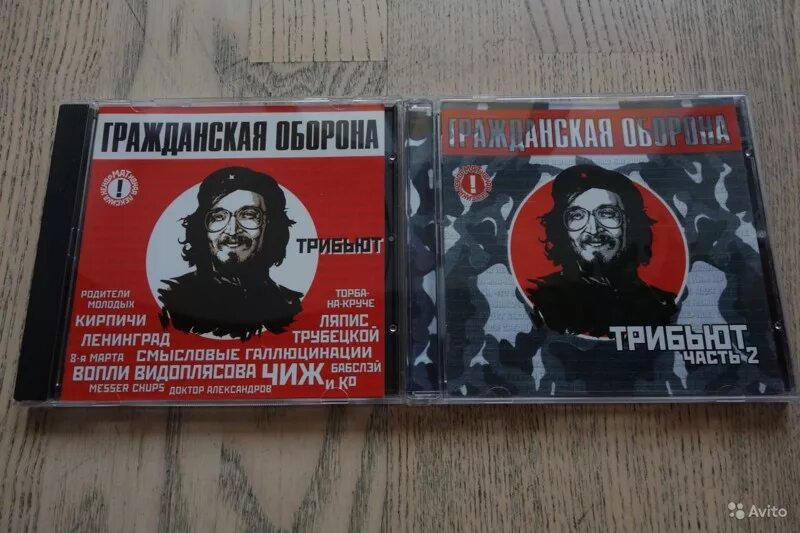 ГРАЖДАНСКАЯ ОБОРОНА
ТРИБЬЮТ
РОДИТЕЛИ
МОЛОДЫХ
ТОРБА-
НА-КРУЧЕ
КИРПИЧИ
ЛЯПИС
ТРУБЕЦКОЙ
ЛЕНИНГРАД
8-я МАРТА
СМЫСЛОВЫЕ ГАЛЛЮЦИНАЦИИ
ВОПЛИ ВИДОПЛЯСОВА
ЧИЖ
и Ко
БАБСЛЭЙ
MESSER CHUPS
ДОКТОР АЛЕКСАНДРОВ
ГРАЖДАНСКАЯ ОБОРОНА
ТРИБЬЮТ
ЧАСТЬ 2
Avito